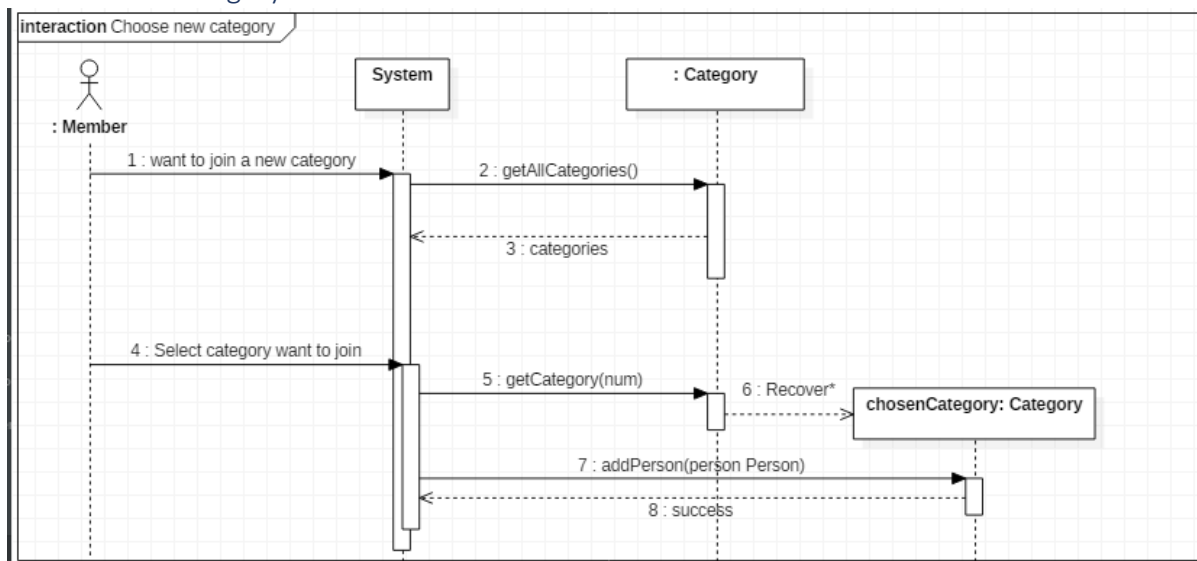 interaction Choose new category
: Member
System
: Category
1 : want to join a new category
2 : getAllCategories()
3 : categories
4 : Select category want to join
5 : getCategory(num)
6 : Recover*
chosenCategory: Category
7 : addPerson(person Person)
8 : success